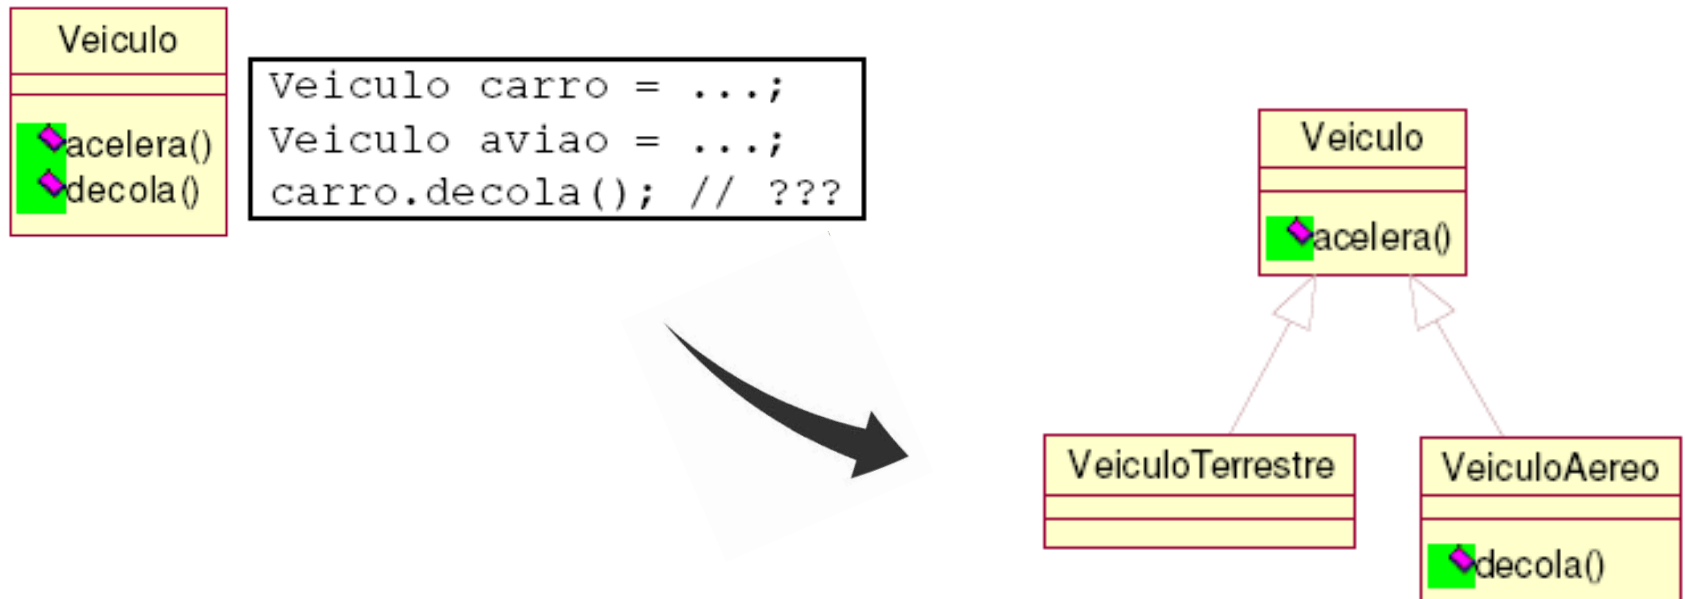 Veiculo
acelera()
decola()
Veiculo carro = ...;
Veiculo aviao = ...;
carro.decola(); // ???
Veiculo
acelera()
VeiculoTerrestre
VeiculoAereo
decola()